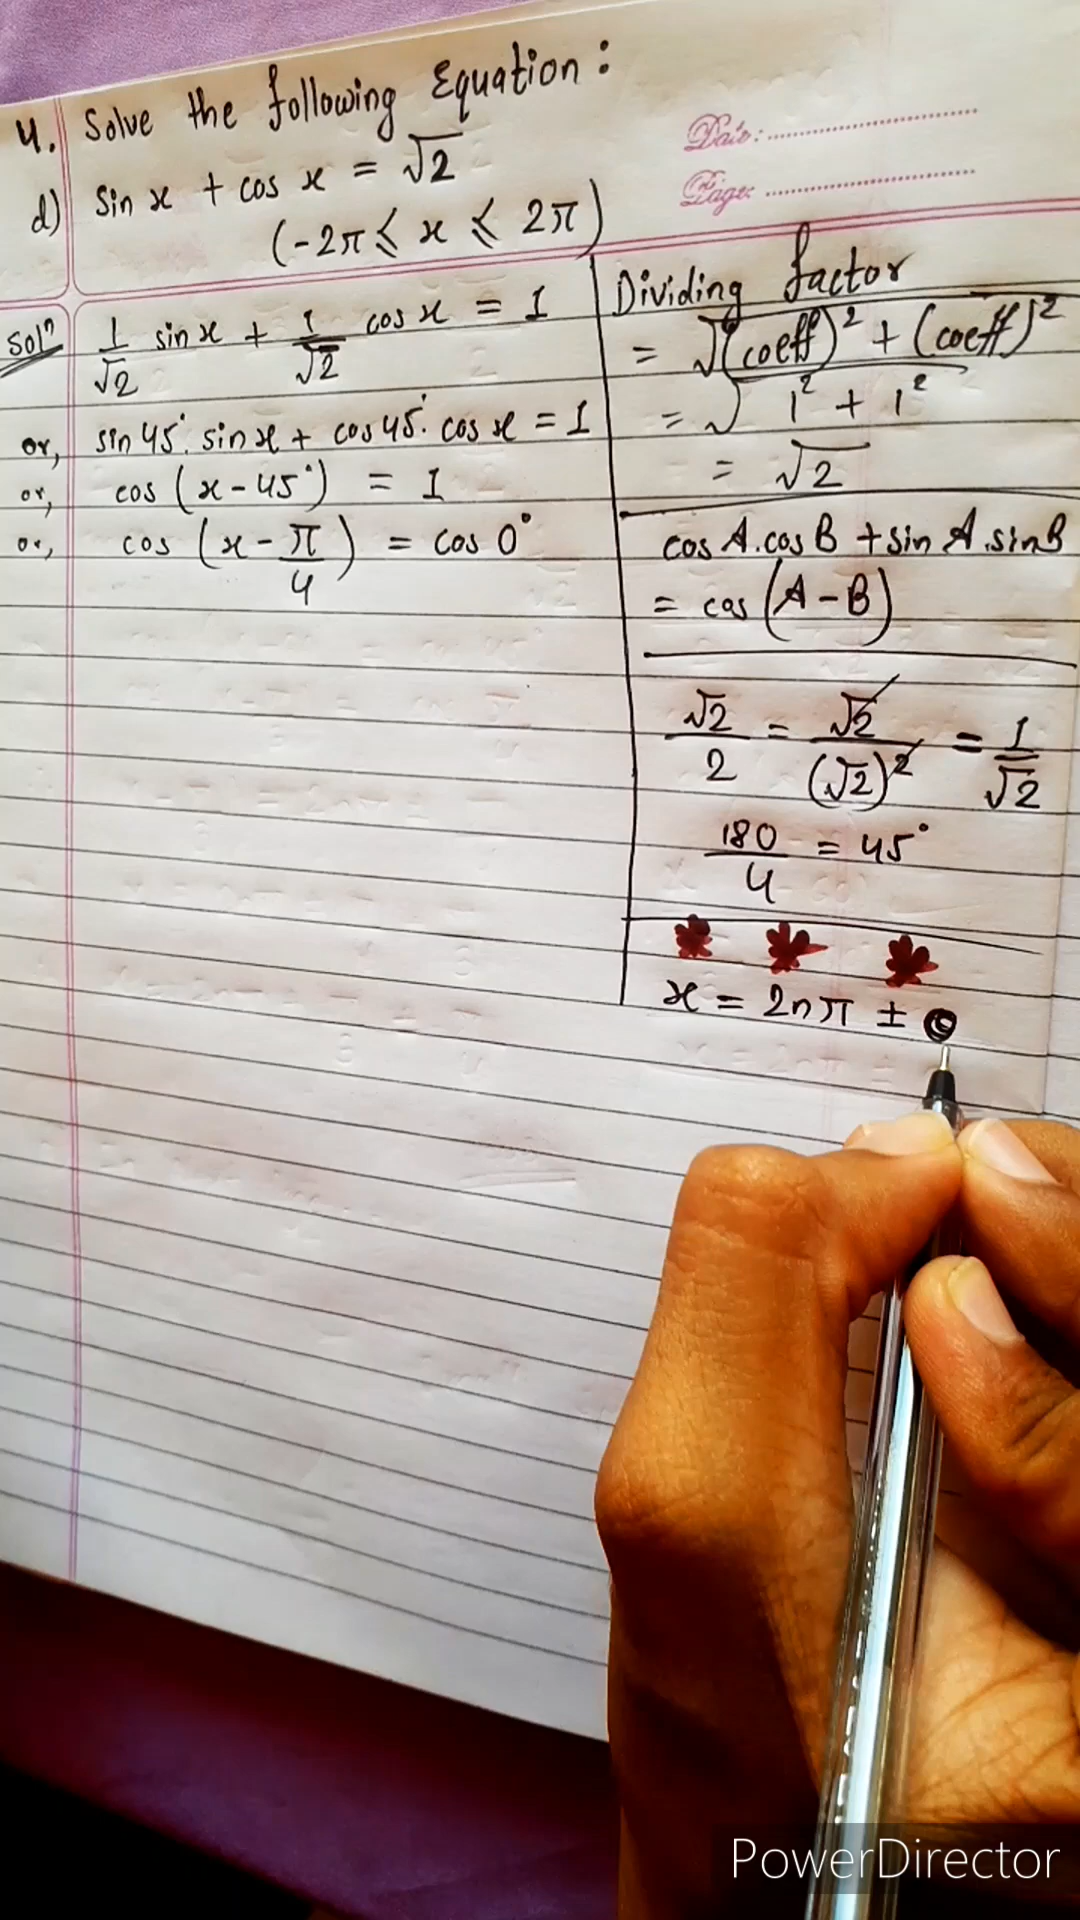 4. Solve the following Equation :
d) sin x + cos x = √2
(-2π ≤ x ≤ 2π)
Date:
Page:
Solⁿ 1/√2 sin x + 1/√2 cos x = 1
or, sin 45°. sin x + cos 45°. cos x = 1
or, cos (x - 45°) = 1
or, cos (x - π/4) = cos 0°
Dividing factor
= √(coeff)² + (coeff)²
= √1² + 1²
= √2
cos A. cos B + sin A. sin B
= cos (A - B)
√2/2 = √2/(√2)² = 1/√2
180/4 = 45°
x = 2nπ ±
PowerDirector